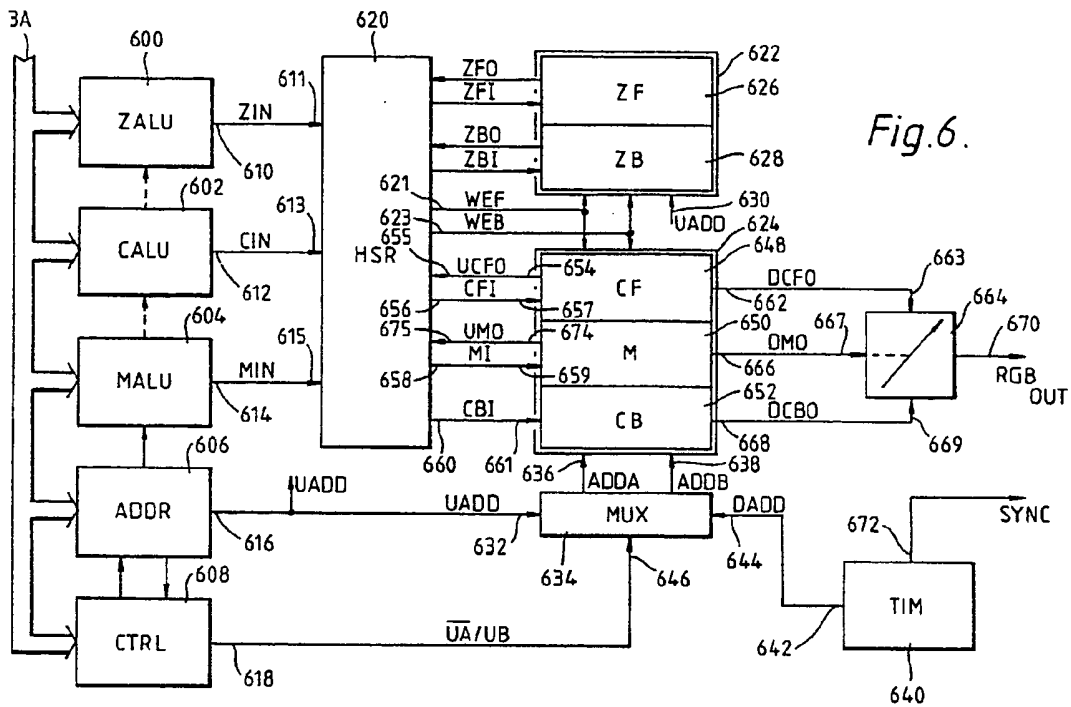 3A
600
620
622
611
ZFO
ZF
626
ZALU
ZIN
ZFI
Fig.6.
610
ZBO
ZB
628
602
ZBI
621
WEF
630
UADD
613
623
WEB
624
CALU
CIN
655
HSR
UCFO
654
648
663
612
CF
DCFO
CFI
662
664
604
656
657
675
UMO
674
650
667
670
615
M
DMO
MALU
MIN
MI
666
RGB OUT
614
658
659
652
CBI
CB
DCBO
668
669
606
660
661
636
638
UADD
ADDA
ADDB
ADDR
UADD
MUX
DADD
672
SYNC
616
632
644
608
634
646
TIM
CTRL
U̅A̅/UB
642
618
640